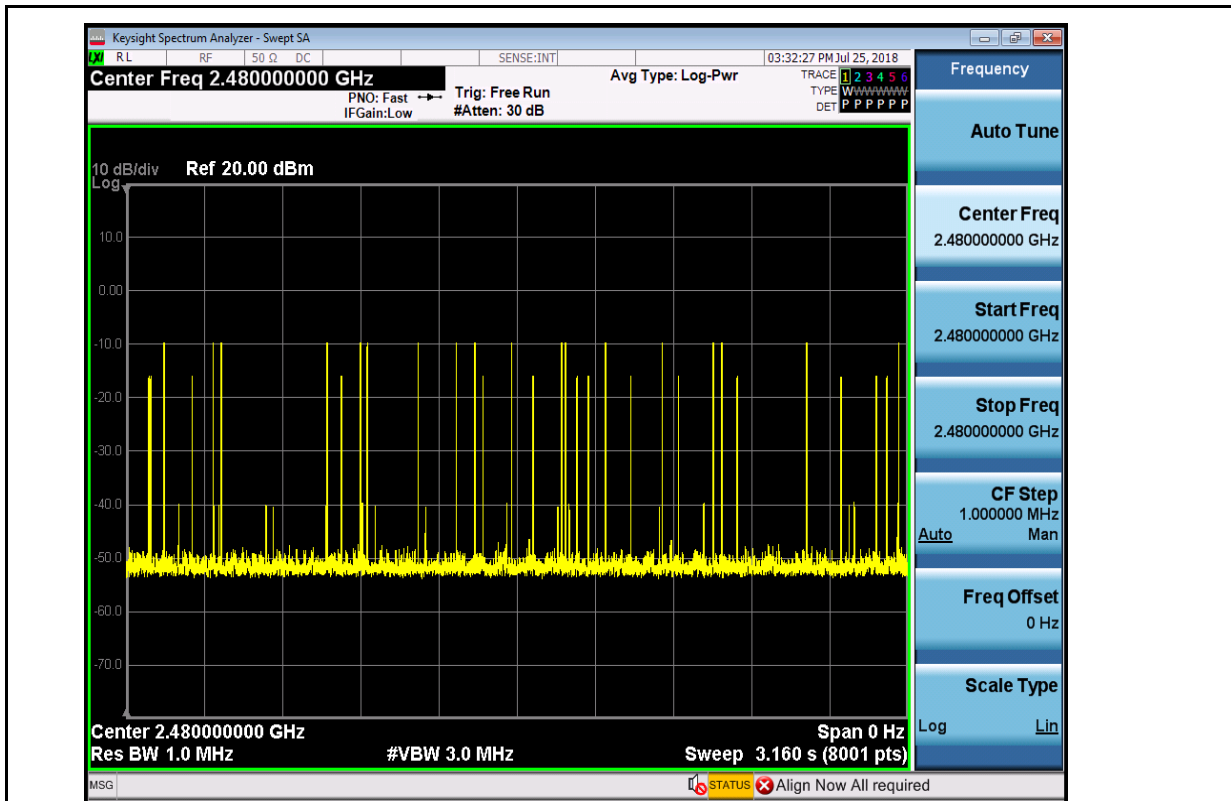 Keysight Spectrum Analyzer - Swept SA
LXI RL RF 50 Ω DC SENSE:INT 03:32:27 PM Jul 25, 2018
Center Freq 2.480000000 GHz
PNO: Fast
IFGain:Low
Trig: Free Run
#Atten: 30 dB
Avg Type: Log-Pwr
TRACE 1 2 3 4 5 6
TYPE WWWWWW
DET P P P P P P
10 dB/div Ref 20.00 dBm
Log
10.0
0.00
-10.0
-20.0
-30.0
-40.0
-50.0
-60.0
-70.0
Center 2.480000000 GHz Span 0 Hz
Res BW 1.0 MHz #VBW 3.0 MHz Sweep 3.160 s (8001 pts)
MSG STATUS Align Now All required
Frequency
Auto Tune
Center Freq
2.480000000 GHz
Start Freq
2.480000000 GHz
Stop Freq
2.480000000 GHz
CF Step
1.000000 MHz
Auto Man
Freq Offset
0 Hz
Scale Type
Log Lin